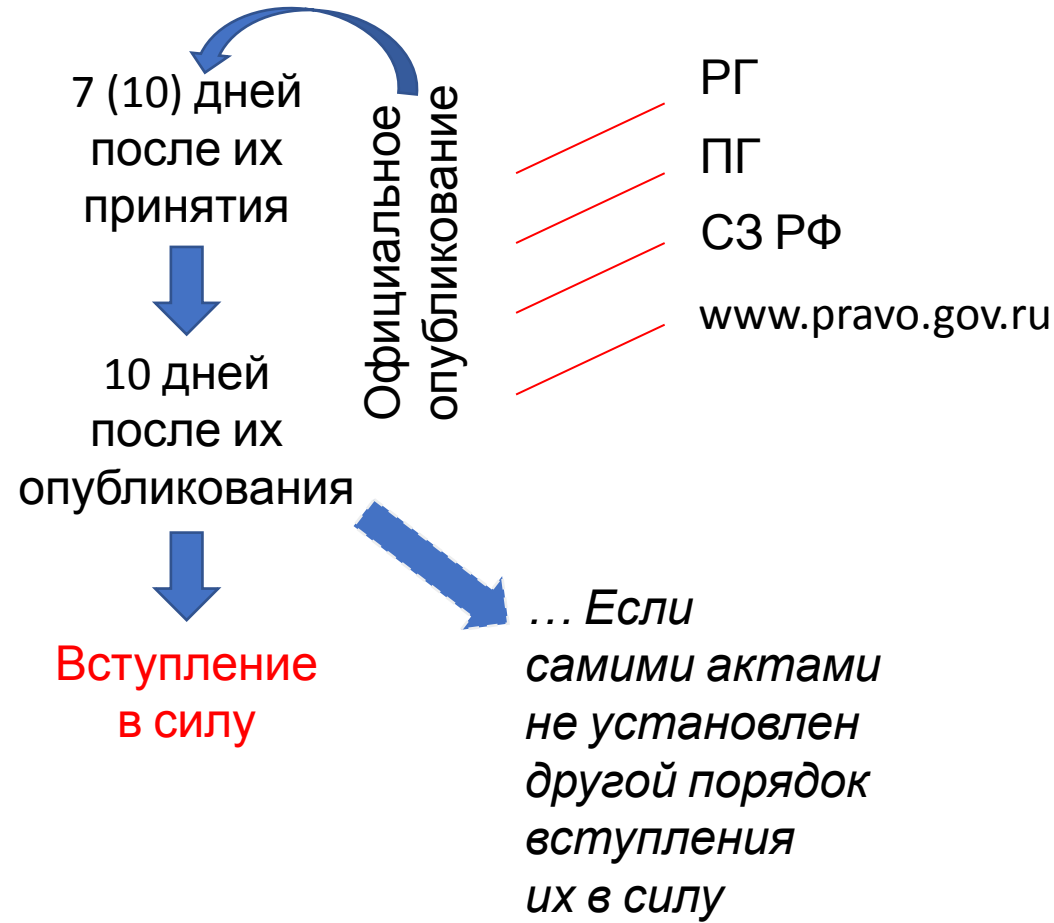 7 (10) дней
после их
принятия
Официальное
опубликование
РГ
ПГ
СЗ РФ
www.pravo.gov.ru
10 дней
после их
опубликования
Вступление
в силу
… Если
самими актами
не установлен
другой порядок
вступления
их в силу